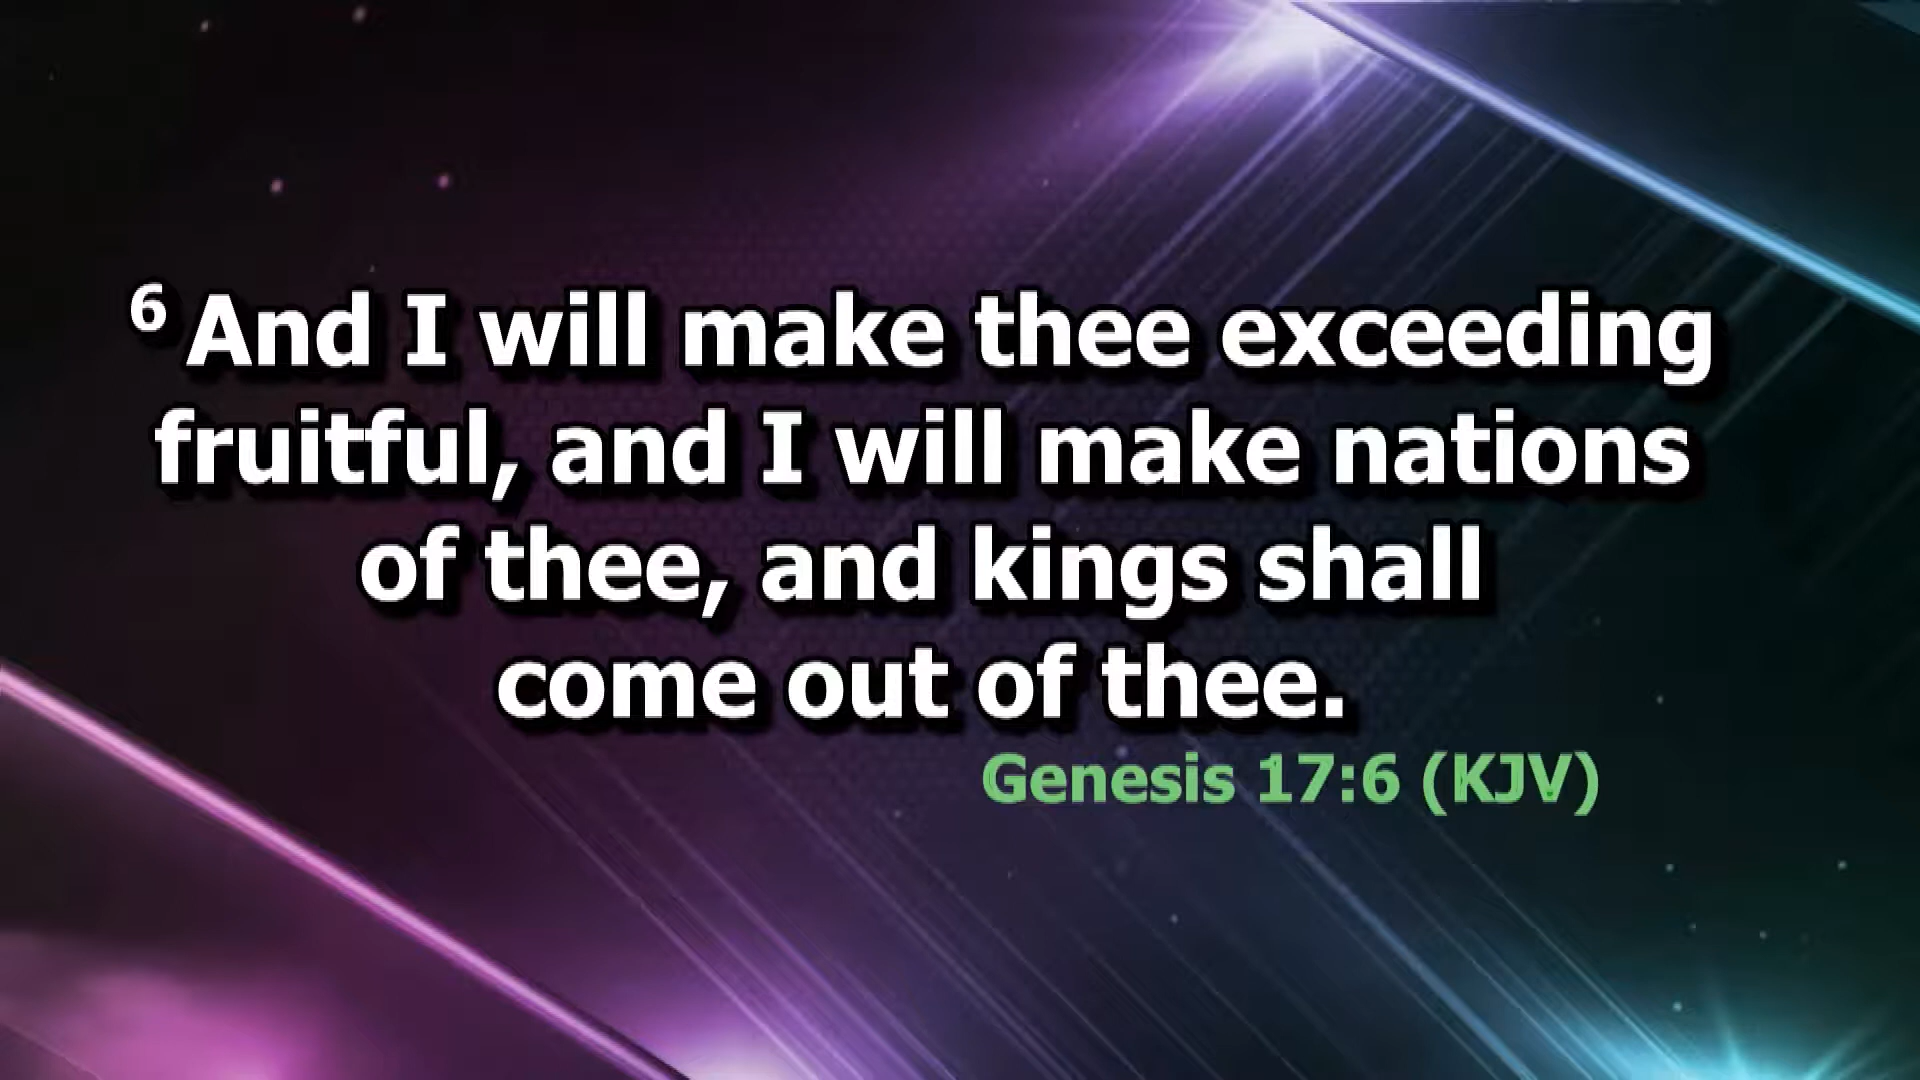 6 And I will make thee exceeding
fruitful, and I will make nations
of thee, and kings shall
come out of thee.
Genesis 17:6 (KJV)